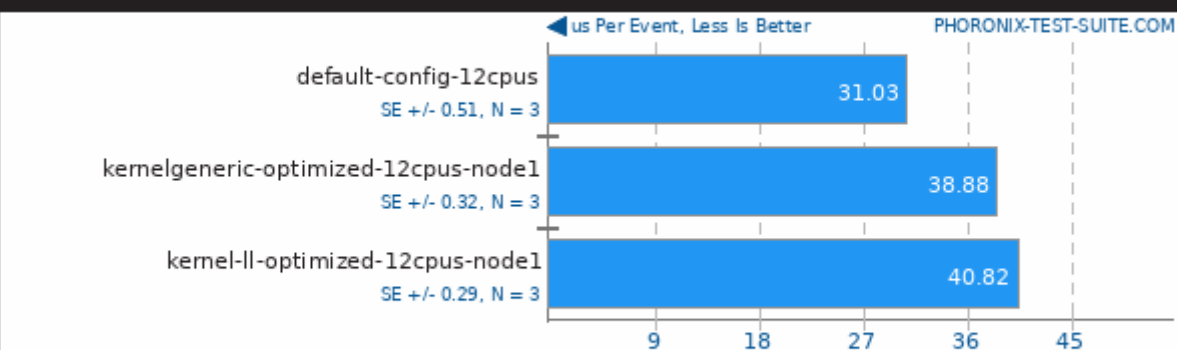 us Per Event, Less Is Better PHORONIX-TEST-SUITE.COM
default-config-12cpus
31.03
SE +/- 0.51, N = 3
kernelgeneric-optimized-12cpus-node1
38.88
SE +/- 0.32, N = 3
kernel-ll-optimized-12cpus-node1
40.82
SE +/- 0.29, N = 3
9 18 27 36 45